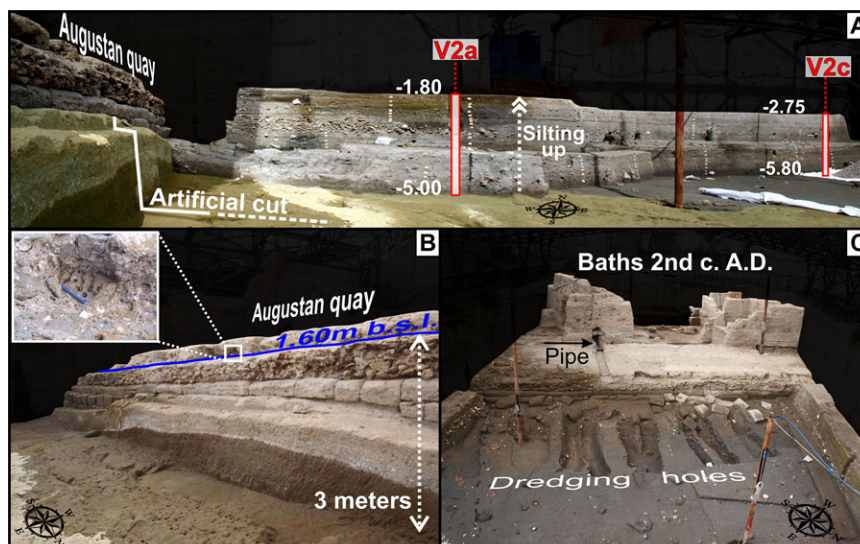 A
Augustan quay
V2a
V2c
-1.80
-2.75
Silting up
-5.80
-5.00
Artificial cut
N
W
E
S
B
Augustan quay
1.60m b.s.l.
3 meters
S
W
E
N
C
Baths 2nd c. A.D.
Pipe
Dredging holes